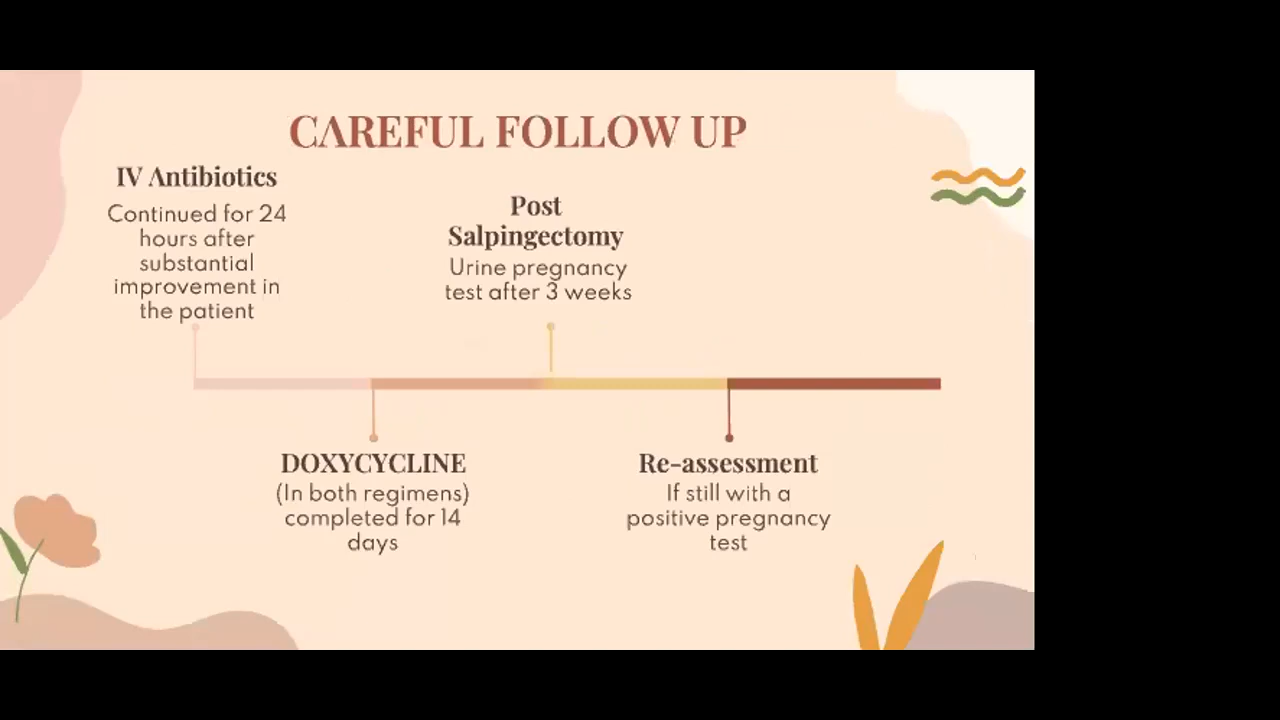 CAREFUL FOLLOW UP
IV Antibiotics
Continued for 24
hours after
substantial
improvement in
the patient
Post
Salpingectomy
Urine pregnancy
test after 3 weeks
DOXYCYCLINE
(In both regimens)
completed for 14
days
Re-assessment
If still with a
positive pregnancy
test